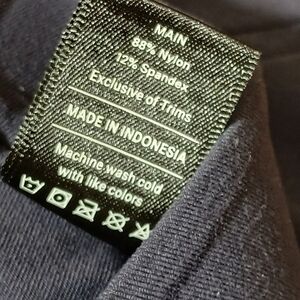 MAIN
88% Nylon
12% Spandex
Exclusive of Trims
MADE IN INDONESIA
Machine wash cold
with like colors